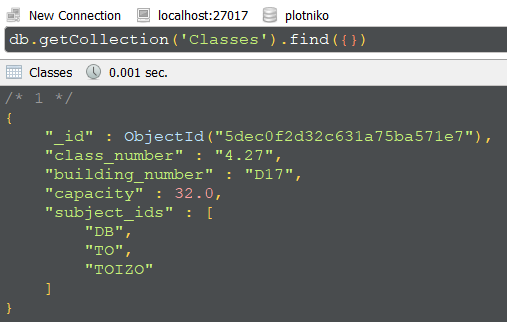 New Connection localhost:27017 plotniko
db.getCollection('Classes').find({})
Classes 0.001 sec.
/* 1 */
{
    "_id" : ObjectId("5dec0f2d32c631a75ba571e7"),
    "class_number" : "4.27",
    "building_number" : "D17",
    "capacity" : 32.0,
    "subject_ids" : [
        "DB",
        "TO",
        "TOIZO"
    ]
}